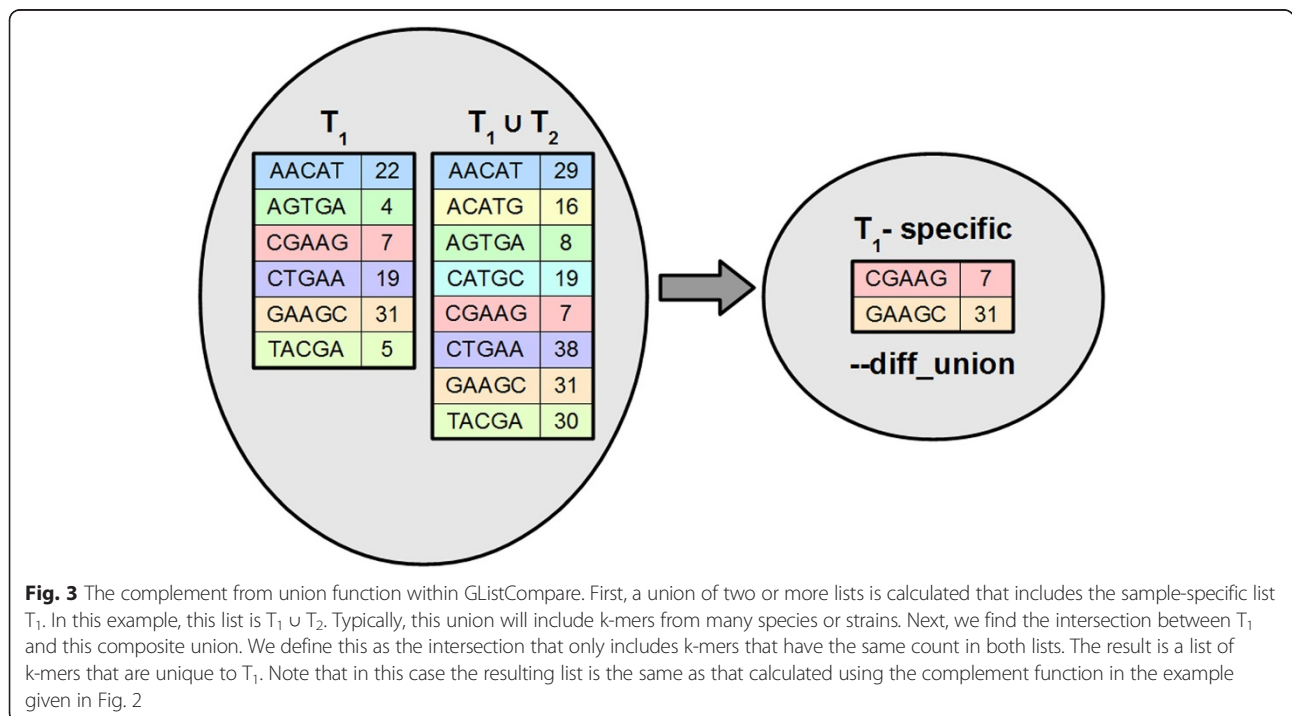 T₁
AACAT 22
AGTGA 4
CGAAG 7
CTGAA 19
GAAGC 31
TACGA 5
T₁ ∪ T₂
AACAT 29
ACATG 16
AGTGA 8
CATGC 19
CGAAG 7
CTGAA 38
GAAGC 31
TACGA 30
T₁- specific
CGAAG 7
GAAGC 31
--diff_union
Fig. 3 The complement from union function within GListCompare. First, a union of two or more lists is calculated that includes the sample-specific list
T₁. In this example, this list is T₁ ∪ T₂. Typically, this union will include k-mers from many species or strains. Next, we find the intersection between T₁
and this composite union. We define this as the intersection that only includes k-mers that have the same count in both lists. The result is a list of
k-mers that are unique to T₁. Note that in this case the resulting list is the same as that calculated using the complement function in the example
given in Fig. 2